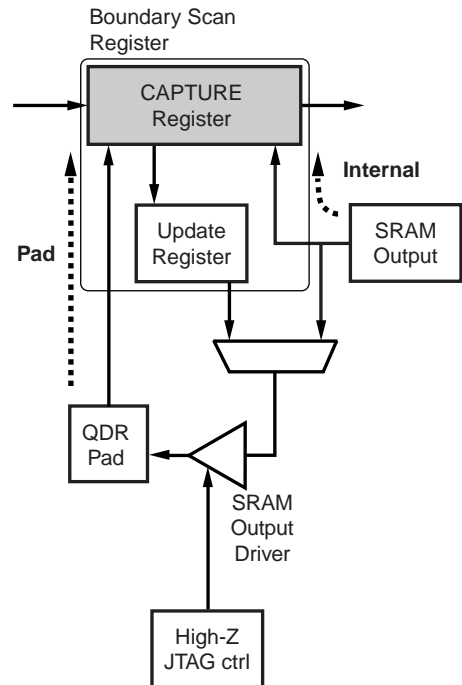 Boundary Scan
Register
CAPTURE
Register
Internal
Pad
Update
Register
SRAM
Output
QDR
Pad
SRAM
Output
Driver
High-Z
JTAG ctrl